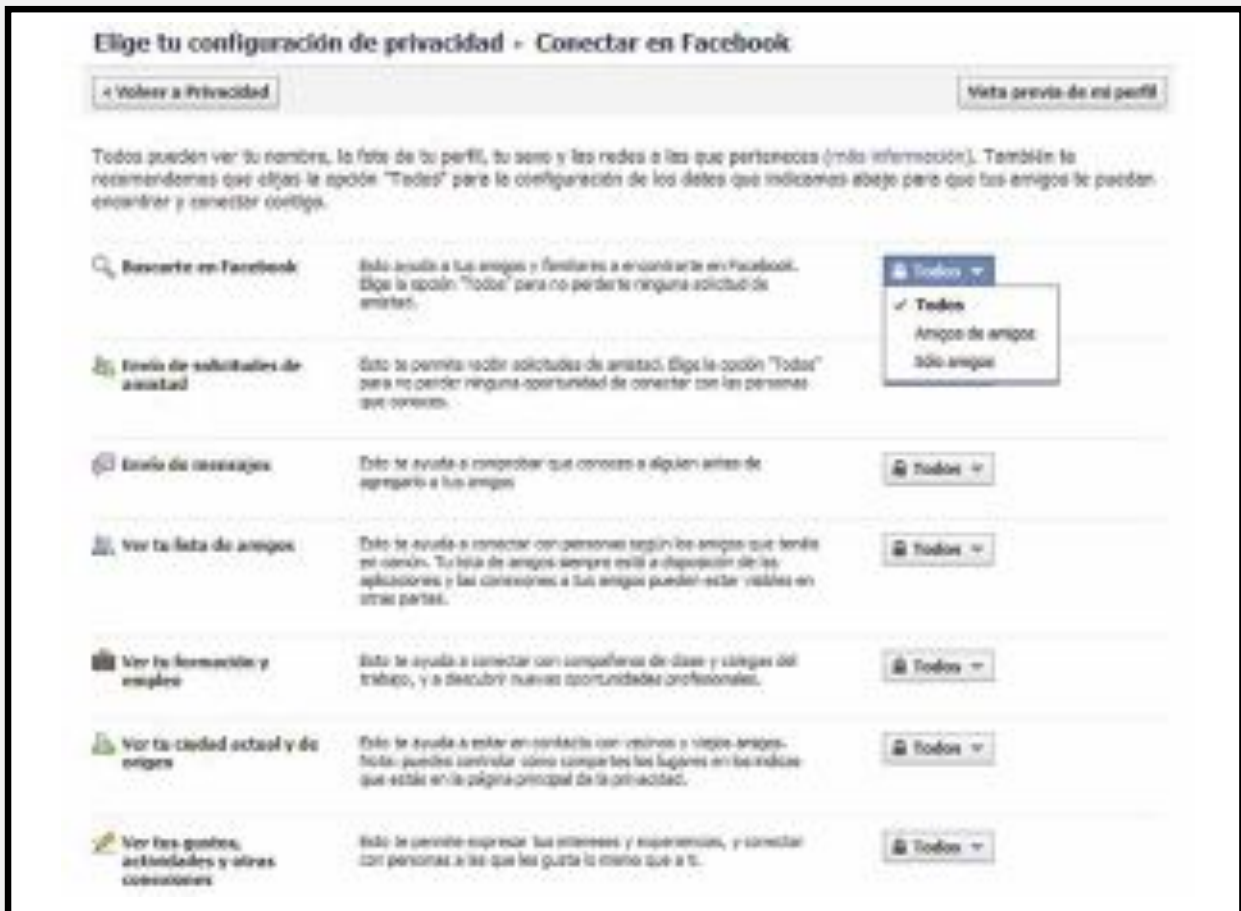 Elige tu configuración de privacidad - Conectar en Facebook
« Volver a Privacidad
Vista previa de mi perfil
Todos pueden ver tu nombre, la foto de tu perfil, tu sexo y las redes a las que perteneces (más información). También te
recomendamos que elijas la opción "Todos" para la configuración de los datos que indicamos abajo para que tus amigos te puedan
encontrar y conectar contigo.
Buscarte en Facebook
Esto ayuda a tus amigos y familiares a encontrarte en Facebook.
Elige la opción "Todos" para no perderte ninguna solicitud de
amistad.
Todos
Todos
Amigos de amigos
Sólo amigos
Envío de solicitudes de
amistad
Esto te permite recibir solicitudes de amistad. Elige la opción "Todos"
para no perder ninguna oportunidad de conectar con las personas
que conoces.
Envío de mensajes
Esto te ayuda a comprobar que conoces a alguien antes de
agregarlo a tus amigos
Todos
Ver tu lista de amigos
Esto te ayuda a conectar con personas según los amigos que tenéis
en común. Tu lista de amigos siempre está a disposición de las
aplicaciones y las conexiones a tus amigos pueden estar visibles en
otras partes.
Todos
Ver tu formación y
empleo
Esto te ayuda a conectar con compañeros de clase y colegas del
trabajo, y a descubrir nuevas oportunidades profesionales.
Todos
Ver tu ciudad actual y de
origen
Esto te ayuda a estar en contacto con vecinos y viejos amigos.
Nota: puedes controlar cómo compartes los lugares en los indicas
que estás en la página principal de la privacidad.
Todos
Ver tus gustos,
actividades y otras
conexiones
Esto te permite expresar tus intereses y experiencias, y conectar
con personas a las que les gusta lo mismo que a ti.
Todos